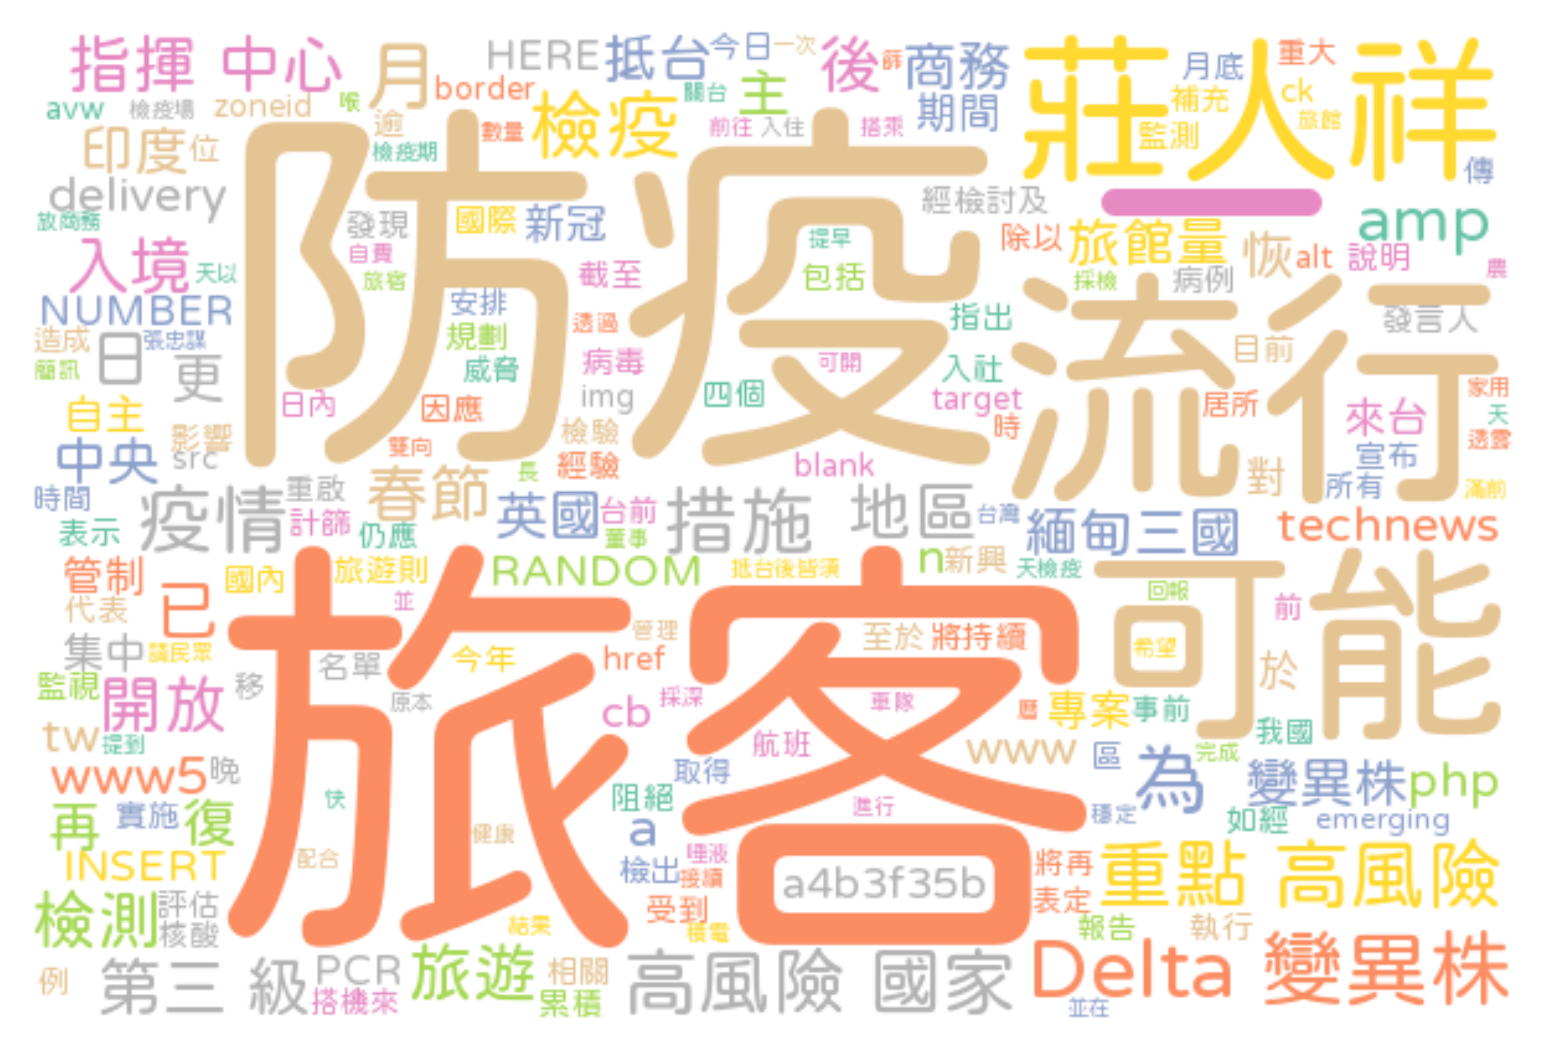 指揮 中心
月
HERE
抵台
今日
一次
後
篩
商務
莊人祥
月底
重大
avw
檢疫場
zoneid
喉
border
關台
主
補充
ck
逾
數量
檢疫
前往
入住
搭乘
期間
監測
旅館
印度
位
檢疫期
防疫
傳
delivery
經檢討及
一
放商務
發現
國際
新冠
提早
除以
旅館量
恢
amp
入境
天以
自費
旅宿
截至
包括
採檢
病例
alt
說明
農
NUMBER
安排
指出
流行
發言人
造成
張忠謀
規劃
透過
目前
簡訊
日
更
威脅
病毒
可開
入社
日內
因應
img
四個
target
居所
家用
自主
影響
雙向
檢驗
時
來台
天
透露
中央
src
長
經驗
blank
宣布
時間
疫情
重啟
春節
英國
台前
措施
地區
台灣
對
所有
滿前
表示
計篩
仍應
董事
緬甸三國
technews
管制
已
國內
旅遊則
RANDOM
抵台後皆須
n
新興
天檢疫
可能
代表
並
旅客
回報
前
集中
請民眾
名單
今年
管理
href
至於
將持續
希望
於
監視
開放
移
原本
cb
採深
車隊
曆
專案
事前
tw
提到
航班
www
區
為
完成
我國
www5
晚
取得
變異株
php
再
實施
復
快
阻絕
進行
穩定
如經
emerging
INSERT
配合
健康
a
檢測
評估
核酸
檢出
唾液
接續
a4b3f35b
將再
重點 高風險
表定
結果
受到
積電
報告
執行
例
第三 級
PCR
搭機來
旅遊
相關
累積
高風險 國家
Delta 變異株
並在